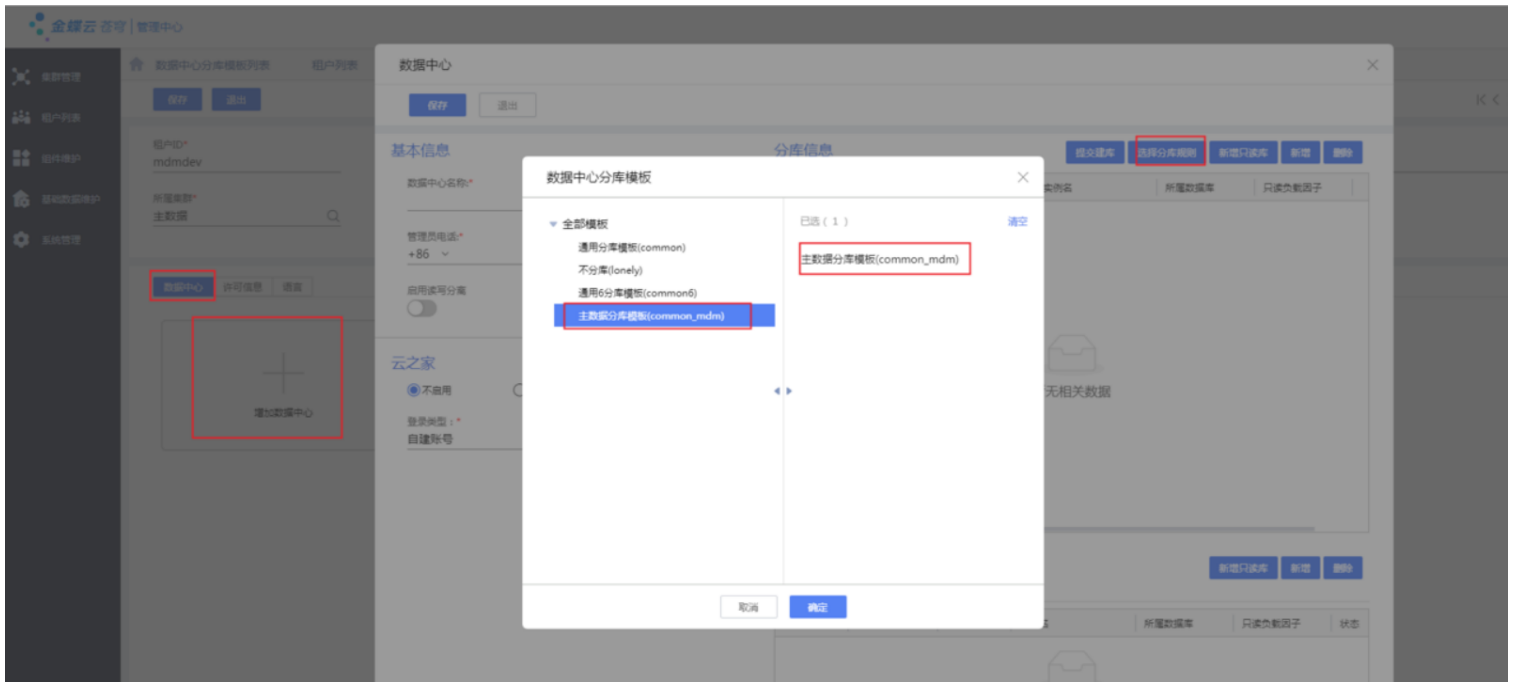 金蝶云 苍穹 | 管理中心
集群管理
租户列表
组件维护
基础数据维护
系统管理
数据中心分库模板列表 租户列表
保存 退出
租户ID*
mdmdev
所属集群*
主数据
数据中心 许可信息 语言
增加数据中心
数据中心
保存 退出
基本信息
数据中心名称:*
管理员电话:*
+86
启用读写分离
云之家
不启用
登录类型：*
自建账号
分库信息
提交建库 选择分库规则 新增只读库 新增 删除
实例名 所属数据库 只读负载因子
无相关数据
新增只读库 新增 删除
所属数据库 只读负载因子 状态
数据中心分库模板
全部模板
通用分库模板(common)
不分库(lonely)
通用6分库模板(common6)
主数据分库模板(common_mdm)
已选 ( 1 ) 清空
主数据分库模板(common_mdm)
取消 确定